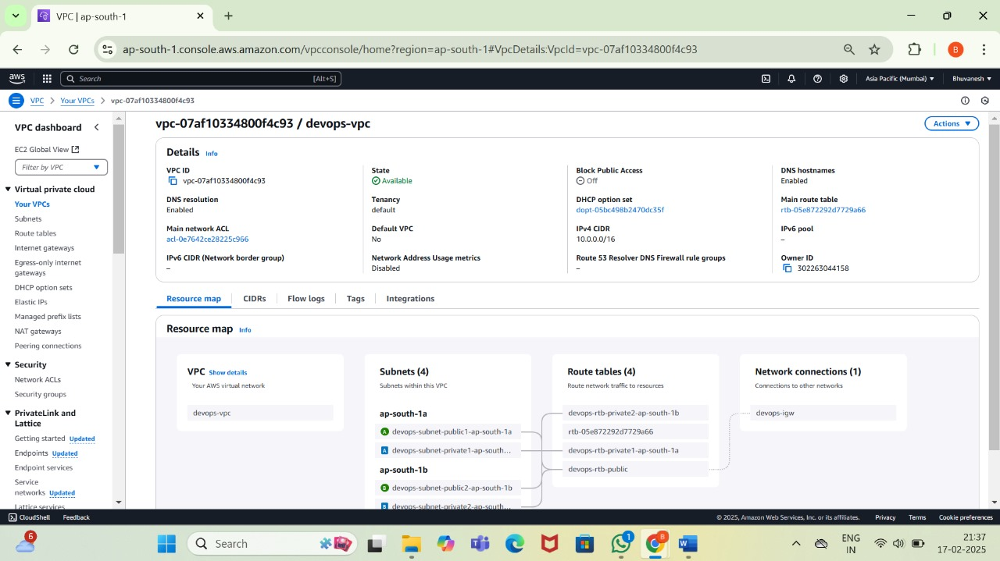 VPC | ap-south-1
ap-south-1.console.aws.amazon.com/vpcconsole/home?region=ap-south-1#VpcDetails:VpcId=vpc-07af10334800f4c93
B
aws
Search
[Alt+S]
Asia Pacific (Mumbai)
Bhuvanesh
VPC
Your VPCs
vpc-07af10334800f4c93
VPC dashboard
EC2 Global View
Filter by VPC
Virtual private cloud
Your VPCs
Subnets
Route tables
Internet gateways
Egress-only internet
gateways
DHCP option sets
Elastic IPs
Managed prefix lists
NAT gateways
Peering connections
Security
Network ACLs
Security groups
PrivateLink and
Lattice
Getting started Updated
Endpoints Updated
Endpoint services
Service
networks Updated
Lattice services
vpc-07af10334800f4c93 / devops-vpc
Actions
Details Info
VPC ID
vpc-07af10334800f4c93
State
Available
Block Public Access
Off
DNS hostnames
Enabled
DNS resolution
Enabled
Tenancy
default
DHCP option set
dopt-05bc498b2470dc35f
Main route table
rtb-05e872292d7729a66
Main network ACL
acl-0e7642ce28225c966
Default VPC
No
IPv4 CIDR
10.0.0.0/16
IPv6 pool
–
IPv6 CIDR (Network border group)
–
Network Address Usage metrics
Disabled
Route 53 Resolver DNS Firewall rule groups
–
Owner ID
302263044158
Resource map
CIDRs
Flow logs
Tags
Integrations
Resource map Info
VPC Show details
Your AWS virtual network
devops-vpc
Subnets (4)
Subnets within this VPC
ap-south-1a
A devops-subnet-public1-ap-south-1a
A devops-subnet-private1-ap-south...
ap-south-1b
B devops-subnet-public2-ap-south-1b
B devops-subnet-private2-ap-south...
Route tables (4)
Route network traffic to resources
devops-rtb-private2-ap-south-1b
rtb-05e872292d7729a66
devops-rtb-private1-ap-south-1a
devops-rtb-public
Network connections (1)
Connections to other networks
devops-igw
CloudShell
Feedback
© 2025, Amazon Web Services, Inc. or its affiliates.
Privacy
Terms
Cookie preferences
6
Search
1
B
W
ENG
IN
21:37
17-02-2025